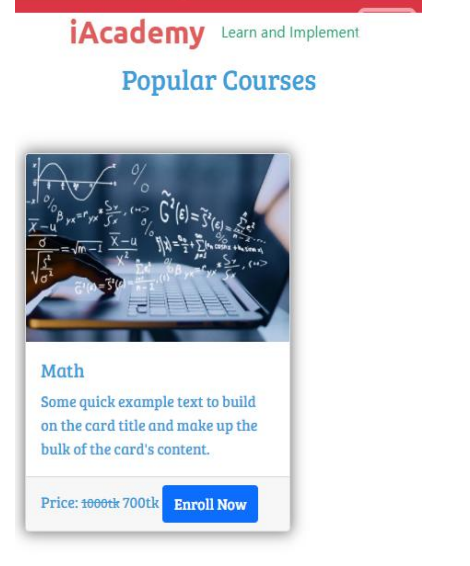 iAcademy Learn and Implement
Popular Courses
Math
Some quick example text to build
on the card title and make up the
bulk of the card's content.
Price: 1000tk 700tk Enroll Now